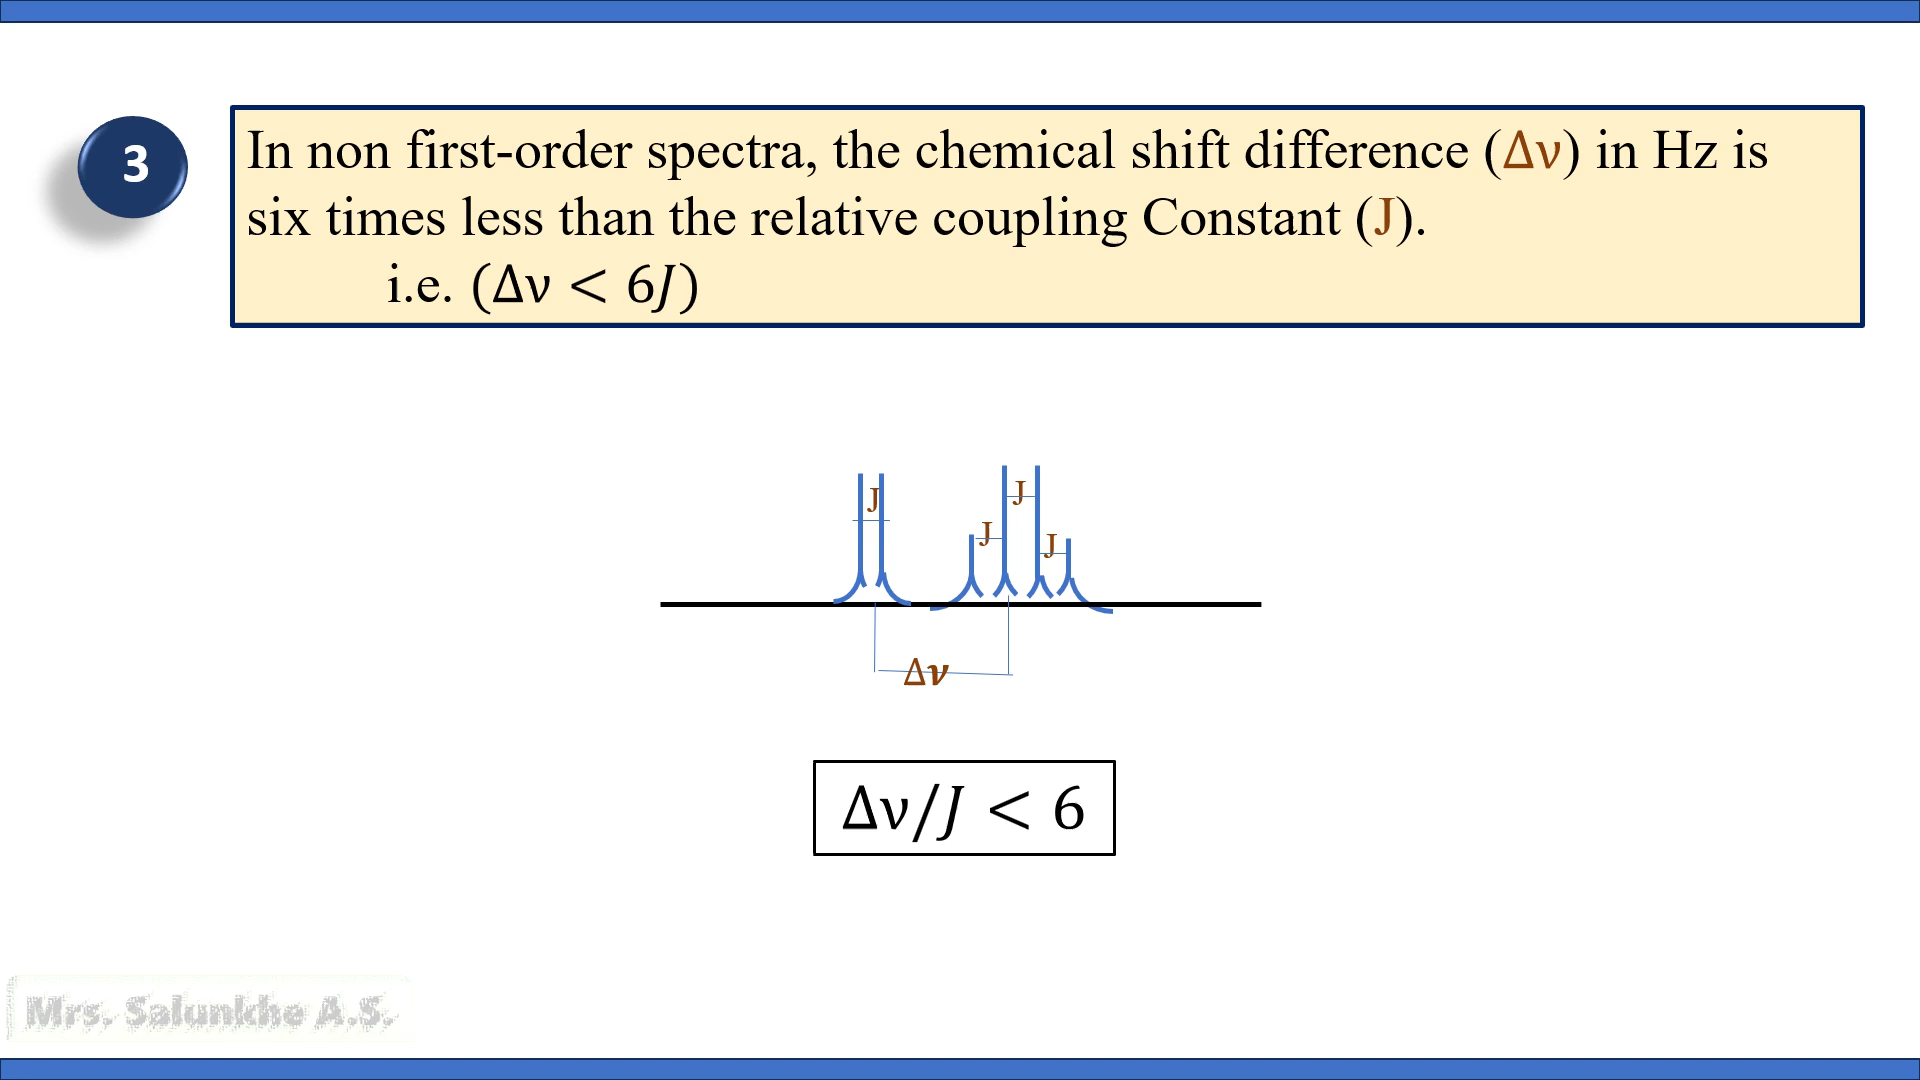 3
In non first-order spectra, the chemical shift difference (Δν) in Hz is
six times less than the relative coupling Constant (J).
i.e. (Δν < 6J)
J
J
J
J
Δν
Δν/J < 6
Mrs. Salunkhe A.S.